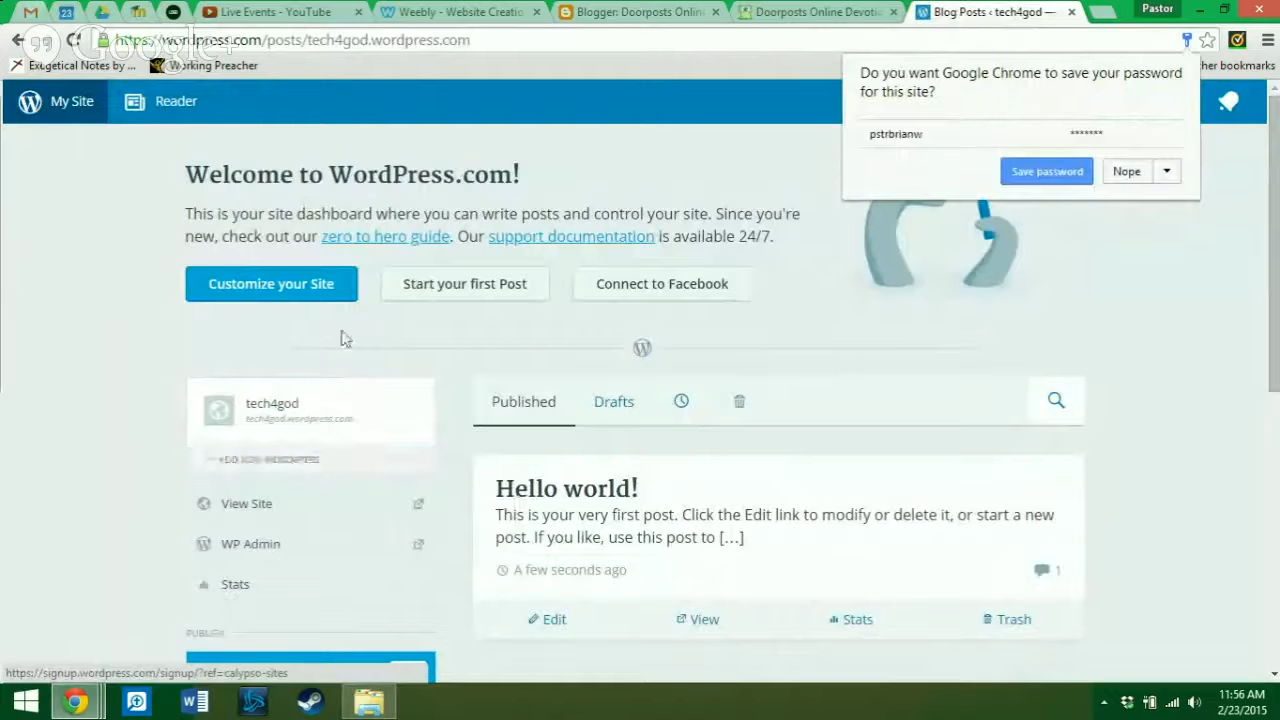 Live Events - YouTube
Weebly - Website Creatio
Blogger: Doorposts Onlin
Doorposts Online Devotio
Blog Posts ‹ tech4god —
Pastor
https://wordpress.com/posts/tech4god.wordpress.com
Google+
Exegetical Notes by ...
Working Preacher
her bookmarks
Do you want Google Chrome to save your password
for this site?
pstrbrianw
*******
Save password
Nope
My Site
Reader
Welcome to WordPress.com!
This is your site dashboard where you can write posts and control your site. Since you're
new, check out our zero to hero guide. Our support documentation is available 24/7.
Customize your Site
Start your first Post
Connect to Facebook
tech4god
tech4god.wordpress.com
Published
Drafts
View Site
WP Admin
Stats
PUBLISH
Hello world!
This is your very first post. Click the Edit link to modify or delete it, or start a new
post. If you like, use this post to […]
A few seconds ago
1
Edit
View
Stats
Trash
https://signup.wordpress.com/signup/?ref=calypso-sites
11:56 AM
2/23/2015